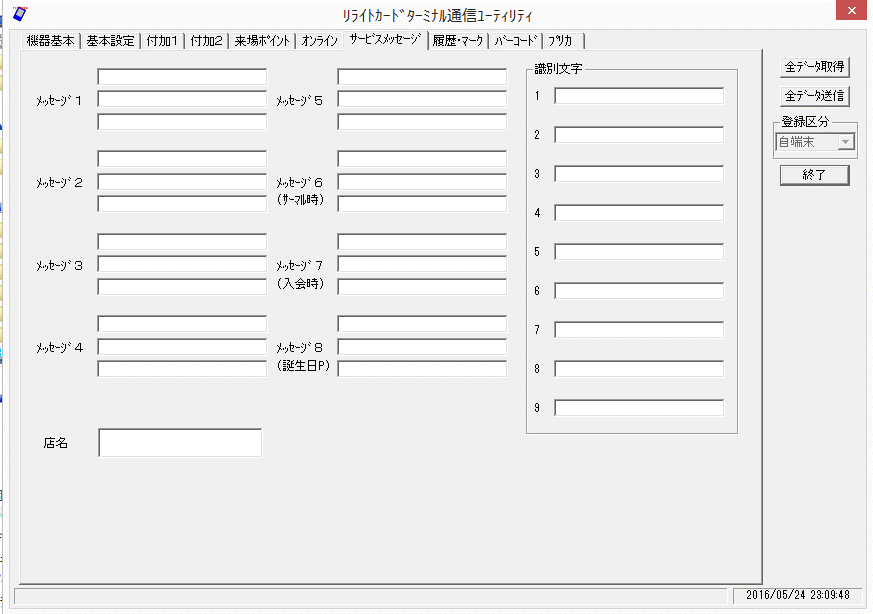 ﾘﾗｲﾄｶｰﾄﾞﾀｰﾐﾅﾙ通信ﾕｰﾃｨﾘﾃｨ
機器基本 基本設定 付加1 付加2 来場ﾎﾟｲﾝﾄ ｵﾝﾗｲﾝ ｻｰﾋﾞｽﾒｯｾｰｼﾞ 履歴・ﾏｰｸ ﾊﾞｰｺｰﾄﾞ ﾌﾟﾘｶ
ﾒｯｾｰｼﾞ1
ﾒｯｾｰｼﾞ2
ﾒｯｾｰｼﾞ3
ﾒｯｾｰｼﾞ4
店名
ﾒｯｾｰｼﾞ5
ﾒｯｾｰｼﾞ6
(ｻｰﾏﾙ時)
ﾒｯｾｰｼﾞ7
(入会時)
ﾒｯｾｰｼﾞ8
(誕生日P)
識別文字
1
2
3
4
5
6
7
8
9
全ﾃﾞｰﾀ取得
全ﾃﾞｰﾀ送信
登録区分
自端末
終了
2016/05/24 23:09:48